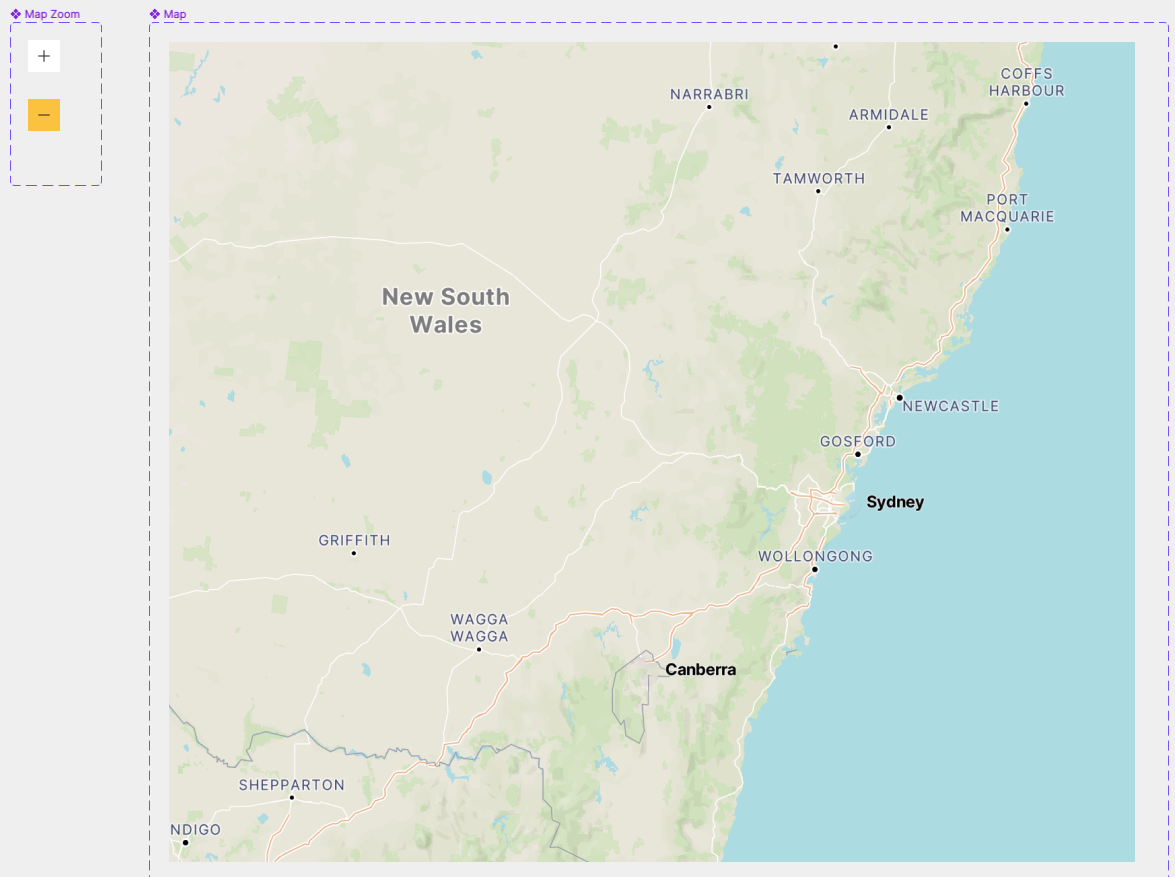 Map Zoom
Map
+
−
COFFS
HARBOUR
NARRABRI
ARMIDALE
TAMWORTH
PORT
MACQUARIE
New South
Wales
NEWCASTLE
GOSFORD
Sydney
GRIFFITH
WOLLONGONG
WAGGA
WAGGA
Canberra
SHEPPARTON
NDIGO